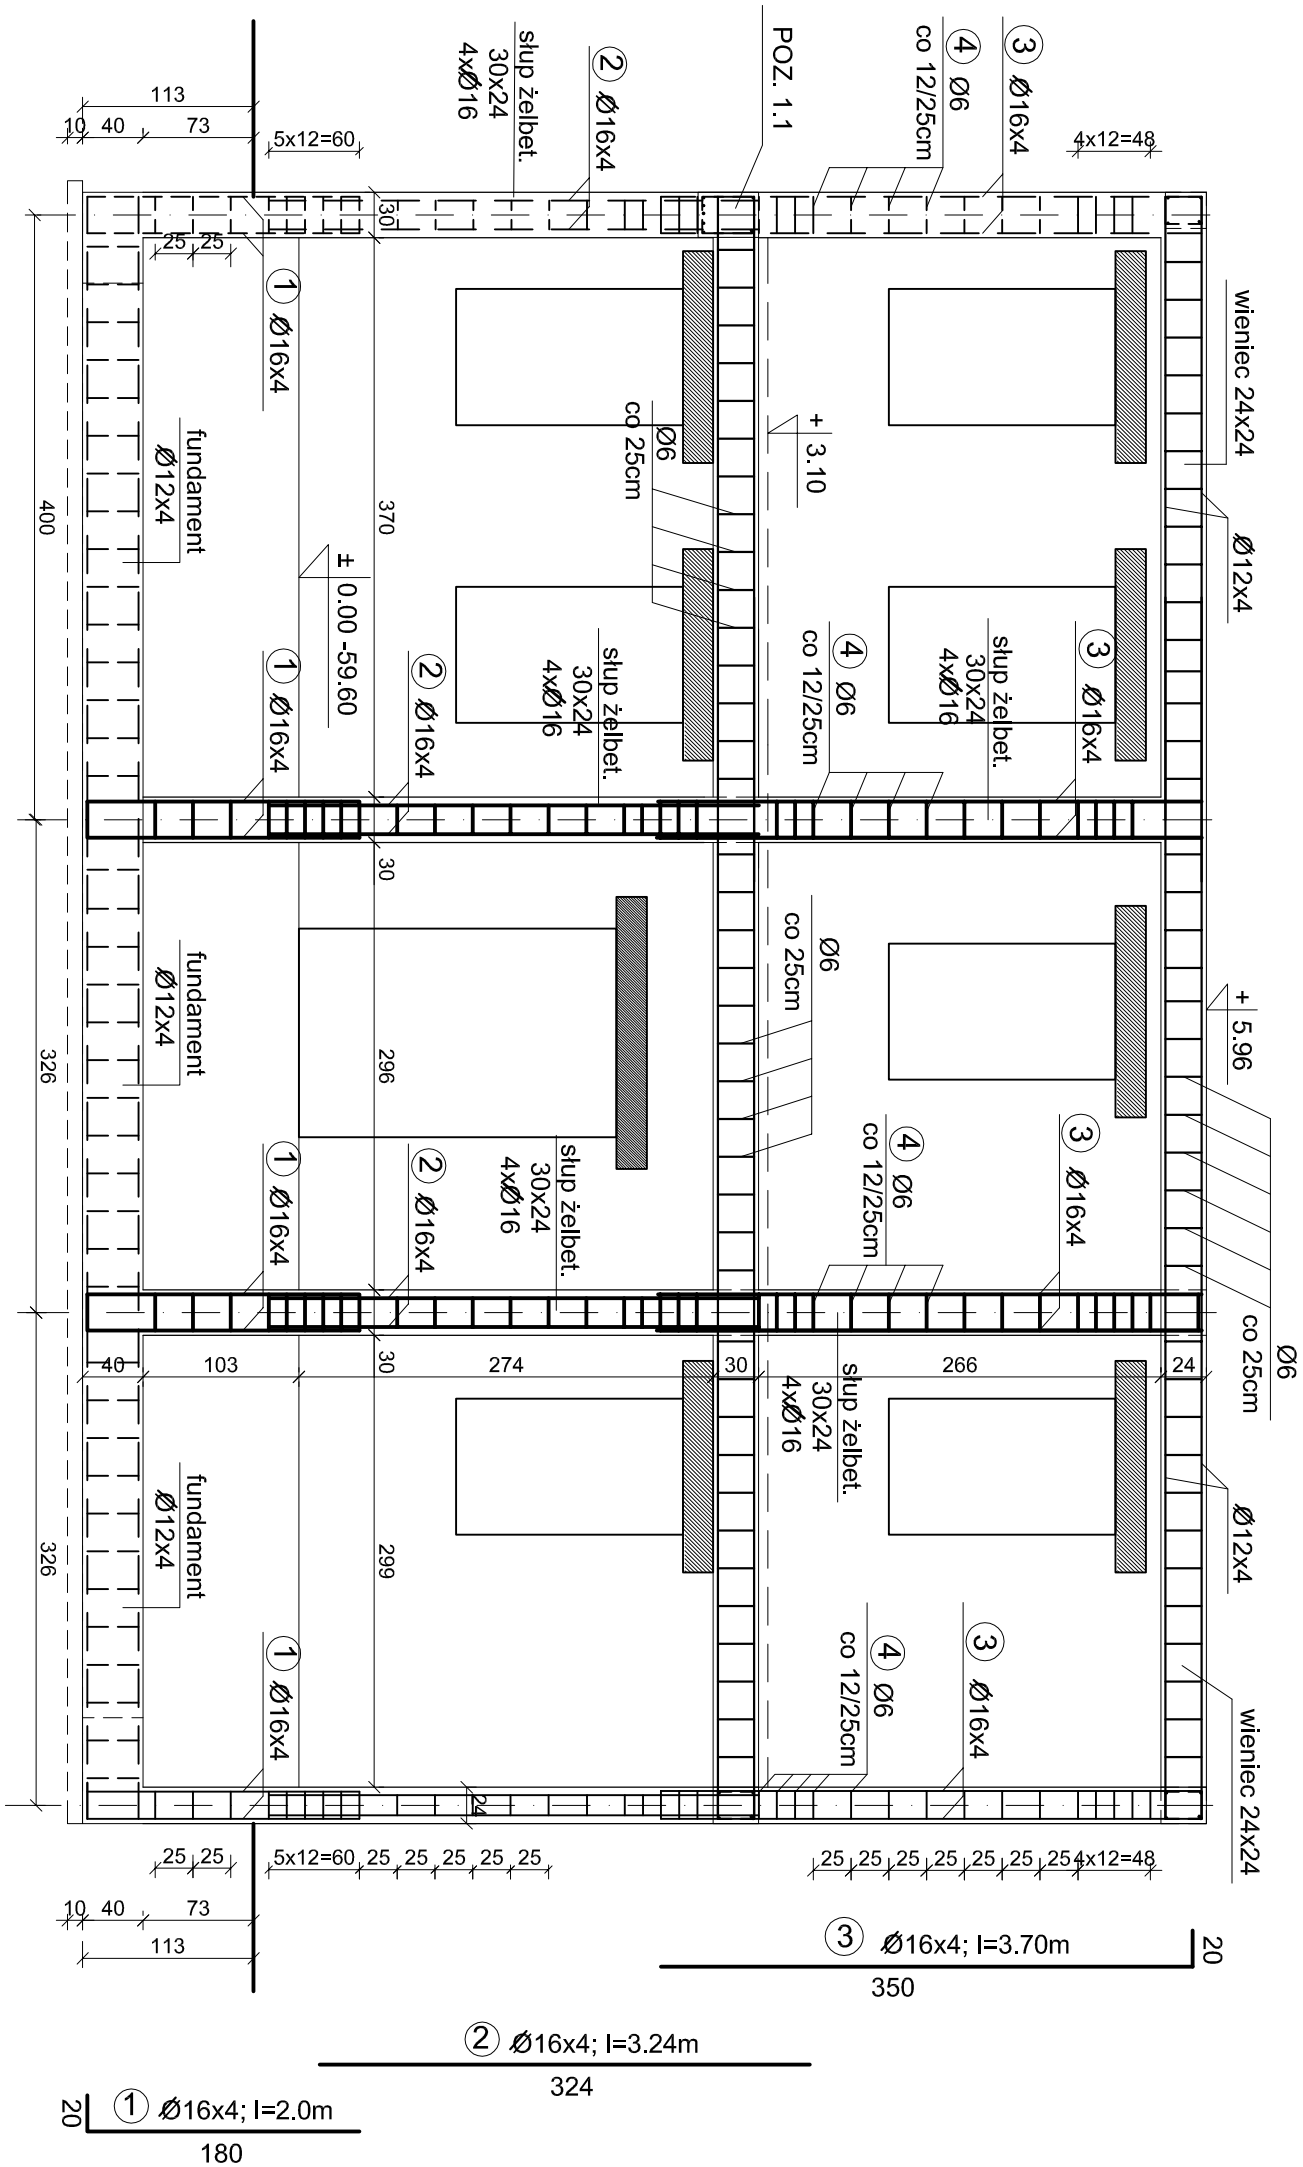 wieniec 24x24
Ø12x4
+ 5.96
Ø6
co 25cm
Ø12x4
wieniec 24x24
20
4x12=48
③ Ø16x4
④ Ø6
co 12/25cm
POZ. 1.1
② Ø16x4
słup żelbet.
30x24
4xØ16
5x12=60
113
10
40
73
30
25
25
① Ø16x4
+ 3.10
Ø6
co 25cm
370
± 0.00 -59.60
fundament
Ø12x4
400
③ Ø16x4
słup żelbet.
30x24
4xØ16
④ Ø6
co 12/25cm
słup żelbet.
30x24
4xØ16
② Ø16x4
① Ø16x4
30
Ø6
co 25cm
296
fundament
Ø12x4
326
③ Ø16x4
④ Ø6
co 12/25cm
słup żelbet.
30x24
4xØ16
② Ø16x4
① Ø16x4
40
103
30
274
30
266
24
słup żelbet.
30x24
4xØ16
299
fundament
Ø12x4
326
③ Ø16x4
④ Ø6
co 12/25cm
① Ø16x4
24
25
25
5x12=60
25
25
25
25
25
25
25
25
25
25
25
25
4x12=48
10
40
73
113
③ Ø16x4; l=3.70m
350
② Ø16x4; l=3.24m
324
20
① Ø16x4; l=2.0m
180